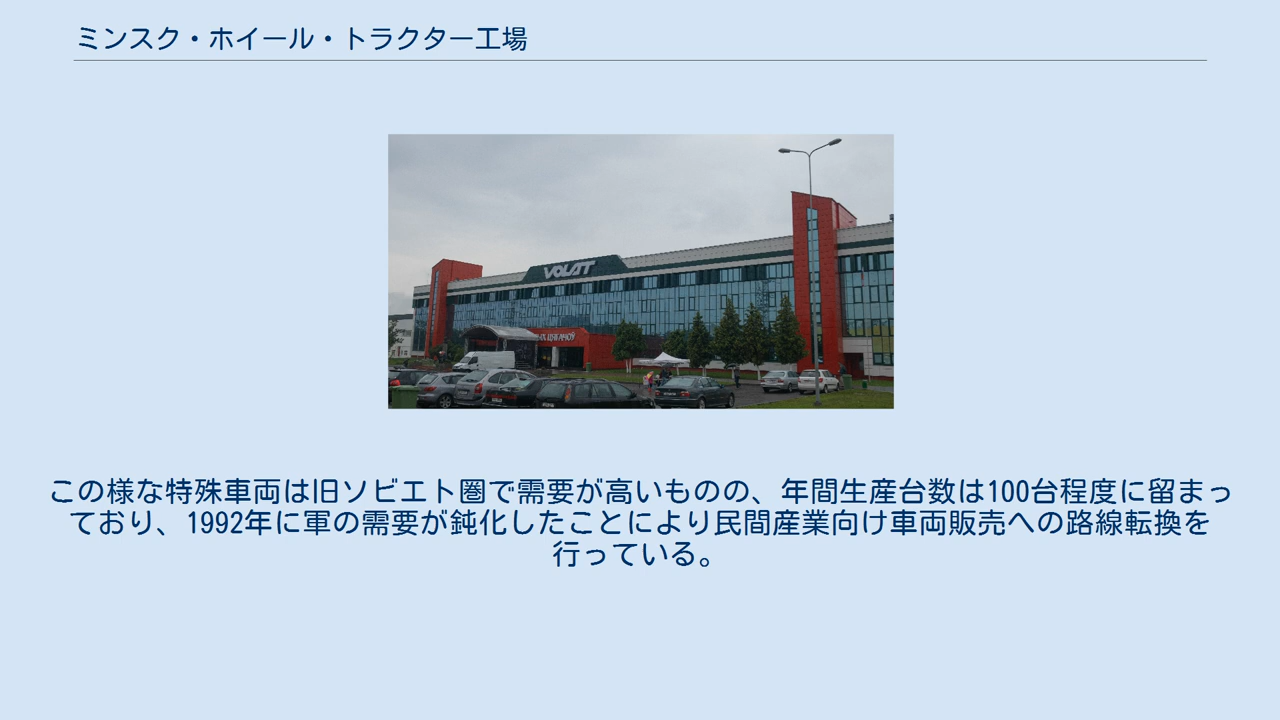 ミンスク・ホイール・トラクター工場
VOLAT
ЦЯГАЧОЎ
この様な特殊車両は旧ソビエト圏で需要が高いものの、年間生産台数は100台程度に留まっ
ており、1992年に軍の需要が鈍化したことにより民間産業向け車両販売への路線転換を
行っている。